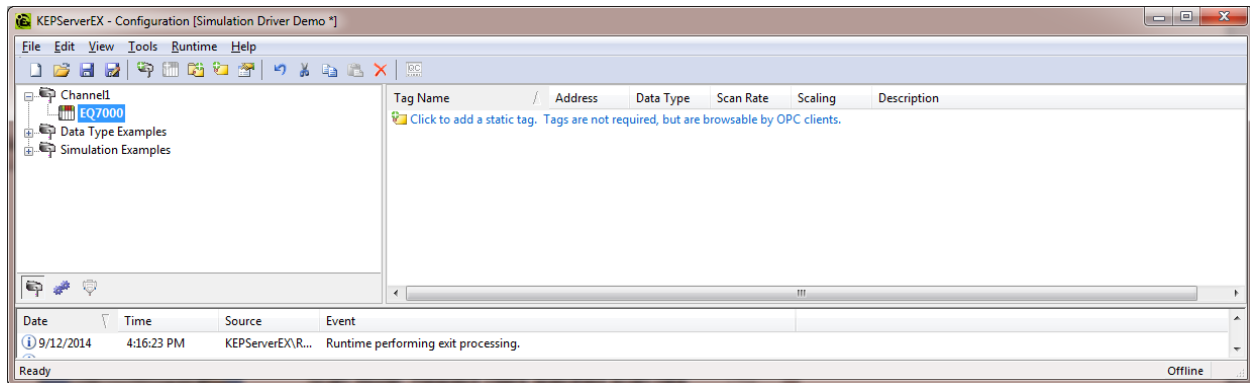 KEPServerEX - Configuration [Simulation Driver Demo *]
File Edit View Tools Runtime Help
Channel1
EQ7000
Data Type Examples
Simulation Examples
Tag Name Address Data Type Scan Rate Scaling Description
Click to add a static tag. Tags are not required, but are browsable by OPC clients.
Date Time Source Event
9/12/2014 4:16:23 PM KEPServerEX\R... Runtime performing exit processing.
Ready Offline